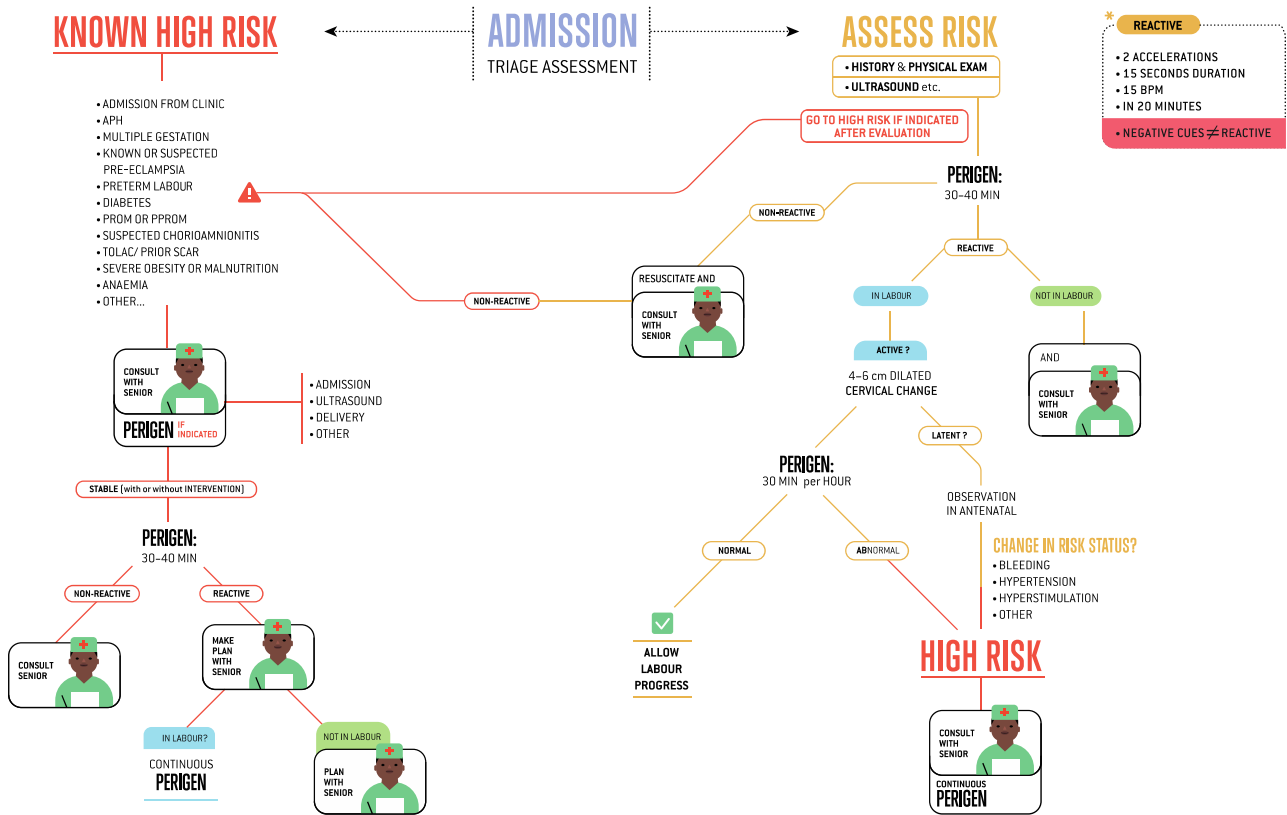 KNOWN HIGH RISK
ADMISSION
TRIAGE ASSESSMENT
ASSESS RISK
• HISTORY & PHYSICAL EXAM
• ULTRASOUND etc.
* REACTIVE
• 2 ACCELERATIONS
• 15 SECONDS DURATION
• 15 BPM
• IN 20 MINUTES
• NEGATIVE CUES ≠ REACTIVE
• ADMISSION FROM CLINIC
• APH
• MULTIPLE GESTATION
• KNOWN OR SUSPECTED
PRE-ECLAMPSIA
• PRETERM LABOUR
• DIABETES
• PROM OR PPROM
• SUSPECTED CHORIOAMNIONITIS
• TOLAC/ PRIOR SCAR
• SEVERE OBESITY OR MALNUTRITION
• ANAEMIA
• OTHER...
GO TO HIGH RISK IF INDICATED
AFTER EVALUATION
PERIGEN:
30–40 MIN
NON-REACTIVE
REACTIVE
RESUSCITATE AND
CONSULT
WITH
SENIOR
NON-REACTIVE
IN LABOUR
NOT IN LABOUR
ACTIVE ?
4–6 cm DILATED
CERVICAL CHANGE
AND
CONSULT
WITH
SENIOR
LATENT ?
CONSULT
WITH
SENIOR
PERIGEN IF
INDICATED
• ADMISSION
• ULTRASOUND
• DELIVERY
• OTHER
STABLE (with or without INTERVENTION)
PERIGEN:
30–40 MIN
NON-REACTIVE
REACTIVE
CONSULT
SENIOR
MAKE
PLAN
WITH
SENIOR
IN LABOUR?
CONTINUOUS
PERIGEN
NOT IN LABOUR
PLAN
WITH
SENIOR
PERIGEN:
30 MIN per HOUR
OBSERVATION
IN ANTENATAL
NORMAL
ABNORMAL
CHANGE IN RISK STATUS?
• BLEEDING
• HYPERTENSION
• HYPERSTIMULATION
• OTHER
ALLOW
LABOUR
PROGRESS
HIGH RISK
CONSULT
WITH
SENIOR
CONTINUOUS
PERIGEN